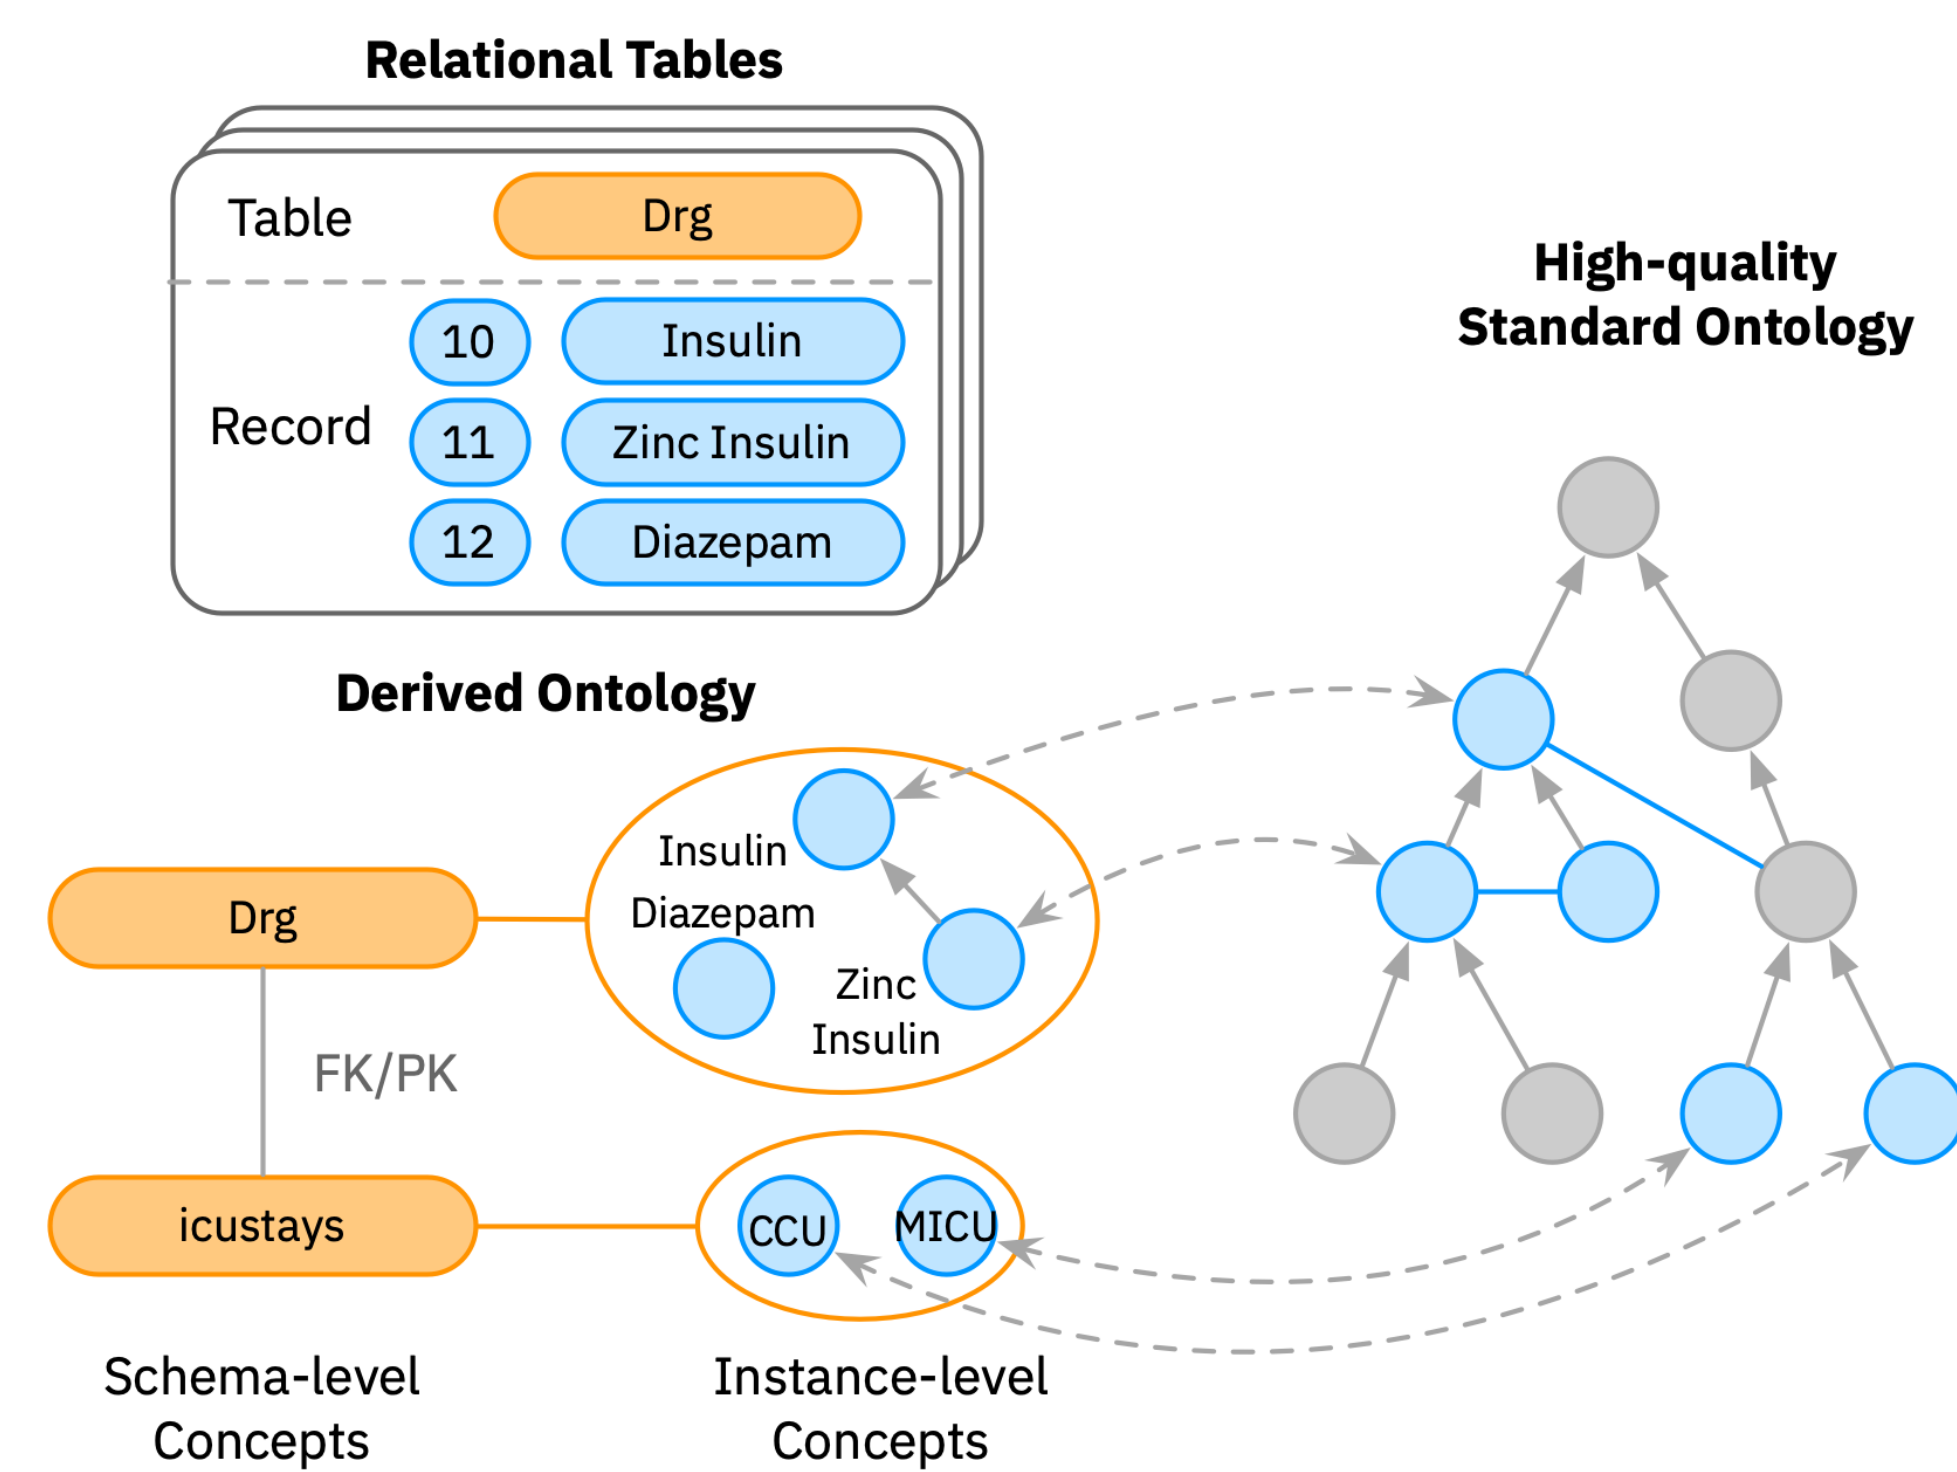 Relational Tables
Table
Drg
Record
10
Insulin
11
Zinc Insulin
12
Diazepam
High-quality
Standard Ontology
Derived Ontology
Drg
FK/PK
icustays
Insulin
Diazepam
Zinc
Insulin
CCU
MICU
Schema-level
Concepts
Instance-level
Concepts